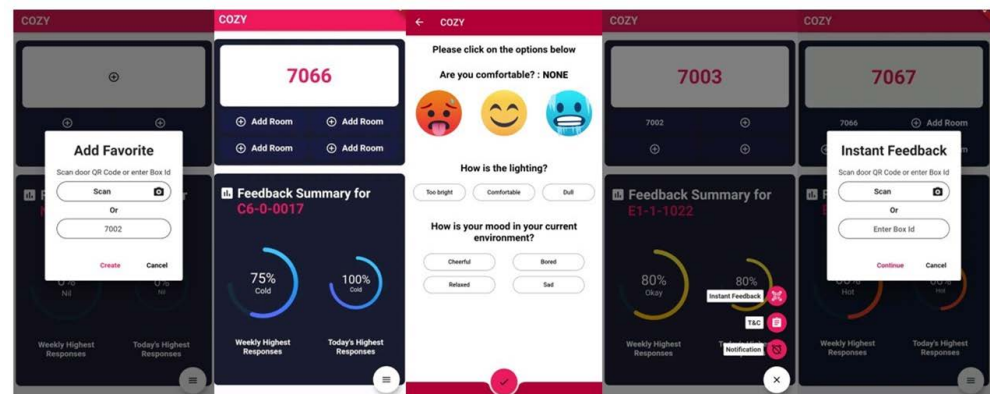 COZY
Add Favorite
Scan door QR Code or enter Box Id
Scan
Or
7002
Create Cancel
0%
Nil
Nil
Weekly Highest
Responses
Today's Highest
Responses
COZY
7066
Add Room
Add Room
Add Room
Add Room
Feedback Summary for
C6-0-0017
75%
Cold
100%
Cold
Weekly Highest
Responses
Today's Highest
Responses
COZY
Please click on the options below
Are you comfortable? : NONE
How is the lighting?
Too bright
Comfortable
Dull
How is your mood in your current
environment?
Cheerful
Bored
Relaxed
Sad
COZY
7003
7002
Feedback Summary for
E1-1-1022
80%
Okay
80%
Instant Feedback
T&C
Notification
Weekly Highest
Responses
Responses
COZY
7067
7066
Add Room
Instant Feedback
Scan door QR Code or enter Box Id
Scan
Or
Enter Box Id
Continue Cancel
Hot
Hot
Weekly Highest
Responses
Today's Highest
Responses